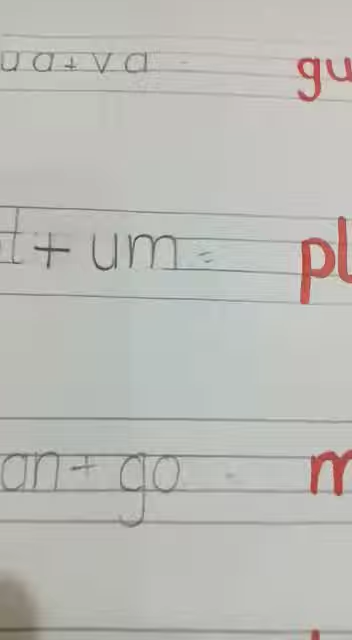 ua+va gu
t+um = pl
an+go m